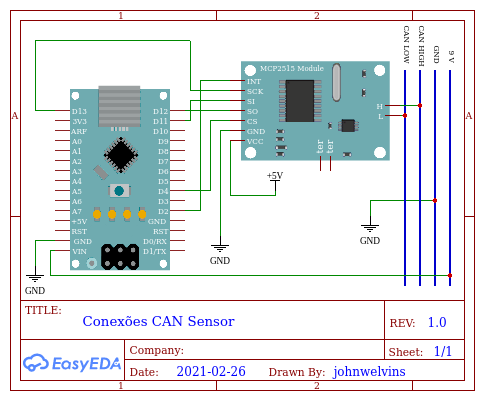 1 2
CAN LOW
CAN HIGH
GND
9 V
MCP2515 Module
INT
SCK
SI
SO
CS
GND
VCC
H
L
ter
ter
A
A
D13
3V3
ARF
A0
A1
A2
A3
A4
A5
A6
A7
+5V
RST
GND
VIN
D12
D11
D10
D9
D8
D7
D6
D5
D4
D3
D2
GND
RST
D0/RX
D1/TX
+5V
GND
GND
GND
TITLE:
Conexões CAN Sensor
REV: 1.0
EasyEDA
Company:
Sheet: 1/1
Date: 2021-02-26 Drawn By: johnwelvins
1 2